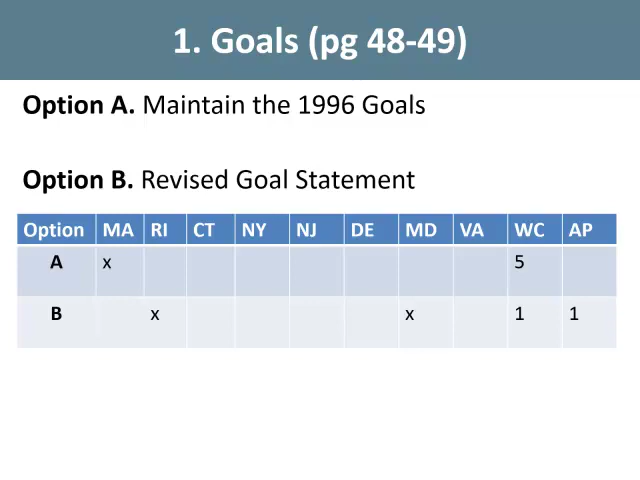 1. Goals (pg 48-49)
Option A. Maintain the 1996 Goals
Option B. Revised Goal Statement
Option MA RI CT NY NJ DE MD VA WC AP
A x 5
B x x 1 1